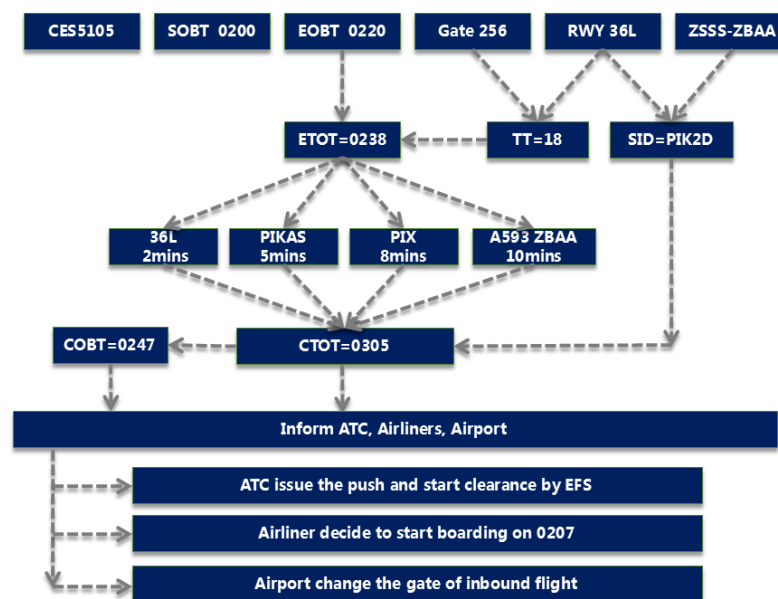 CES5105
SOBT 0200
EOBT 0220
Gate 256
RWY 36L
ZSSS-ZBAA
ETOT=0238
TT=18
SID=PIK2D
36L
2mins
PIKAS
5mins
PIX
8mins
A593 ZBAA
10mins
COBT=0247
CTOT=0305
Inform ATC, Airliners, Airport
ATC issue the push and start clearance by EFS
Airliner decide to start boarding on 0207
Airport change the gate of inbound flight